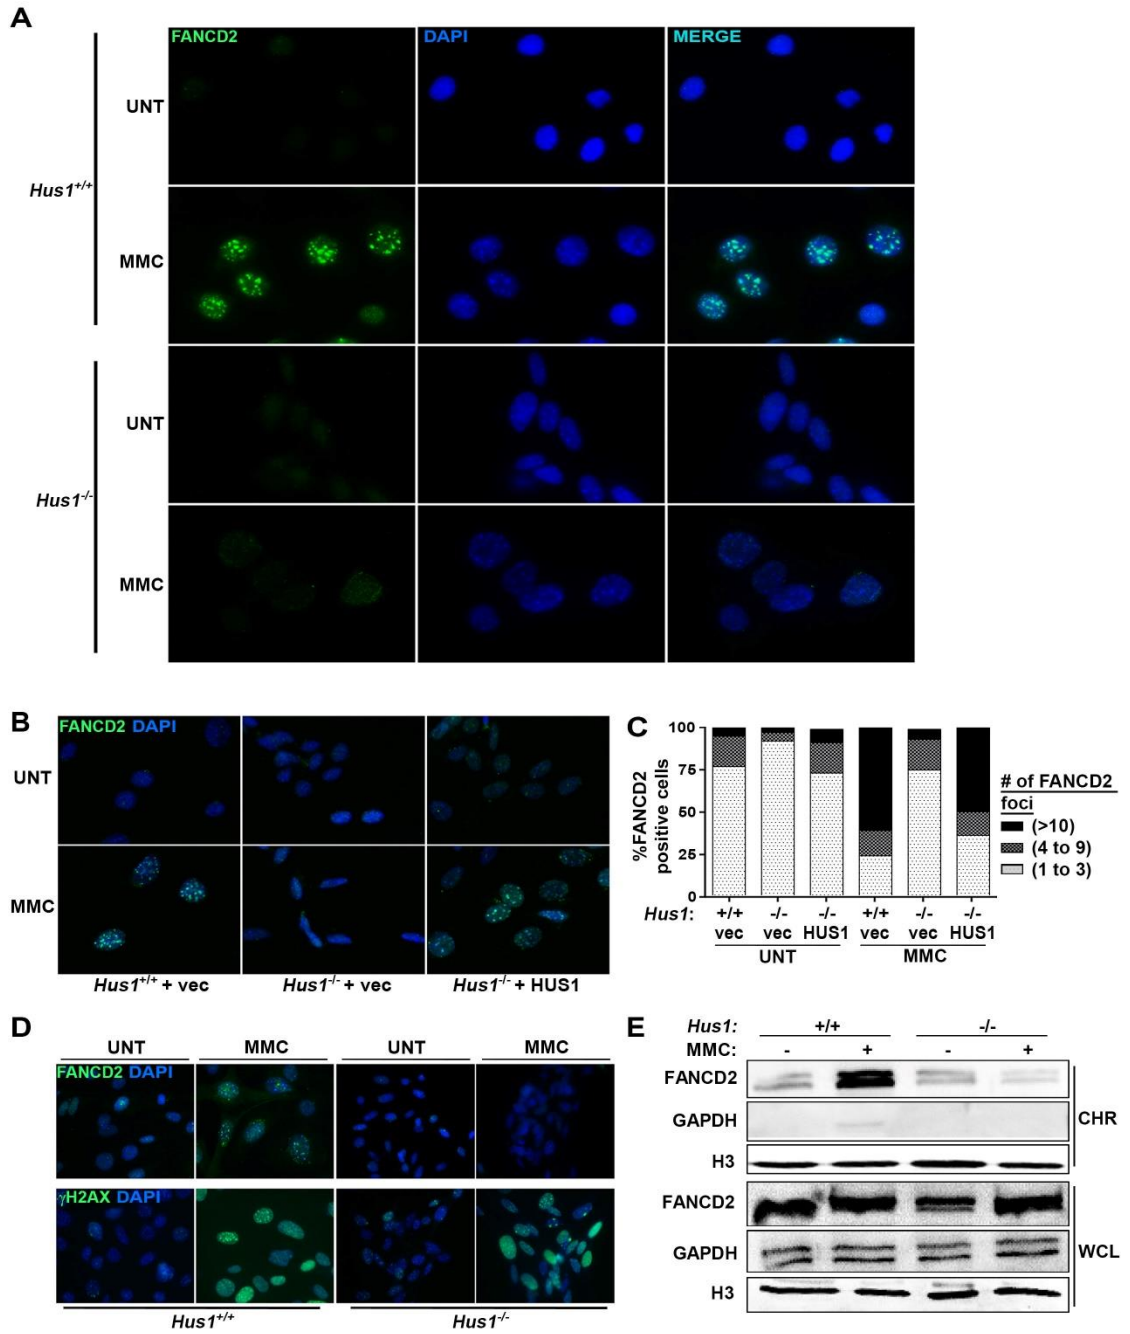 A
FANCD2 DAPI MERGE
UNT
Hus1+/+
MMC
UNT
Hus1-/-
MMC
B
FANCD2 DAPI
UNT
MMC
Hus1+/+ + vec Hus1-/- + vec Hus1-/- + HUS1
C
100
75
50
25
0
%FANCD2
positive cells
# of FANCD2
foci
(>10)
(4 to 9)
(1 to 3)
Hus1: +/+ -/- -/- +/+ -/- -/-
vec vec HUS1 vec vec HUS1
UNT MMC
D
UNT MMC UNT MMC
FANCD2 DAPI
γH2AX DAPI
Hus1+/+ Hus1-/-
E
Hus1: +/+ -/-
MMC: - + - +
FANCD2
GAPDH CHR
H3
FANCD2
GAPDH WCL
H3